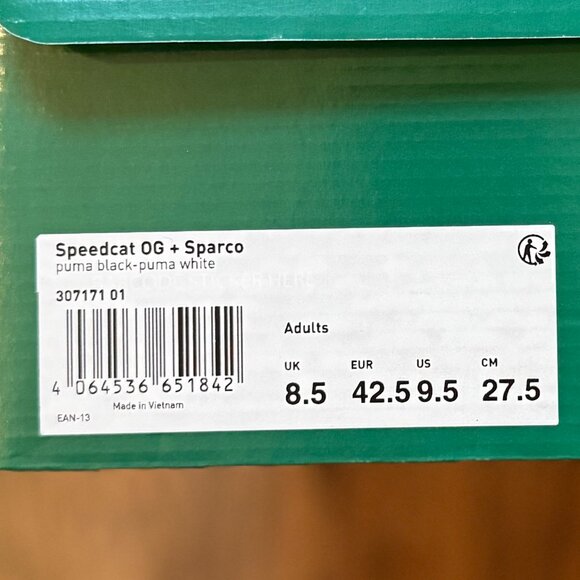 Speedcat OG + Sparco
puma black-puma white
307171 01
Adults
UK EUR US CM
8.5 42.5 9.5 27.5
4 064536 651842
Made in Vietnam
EAN-13